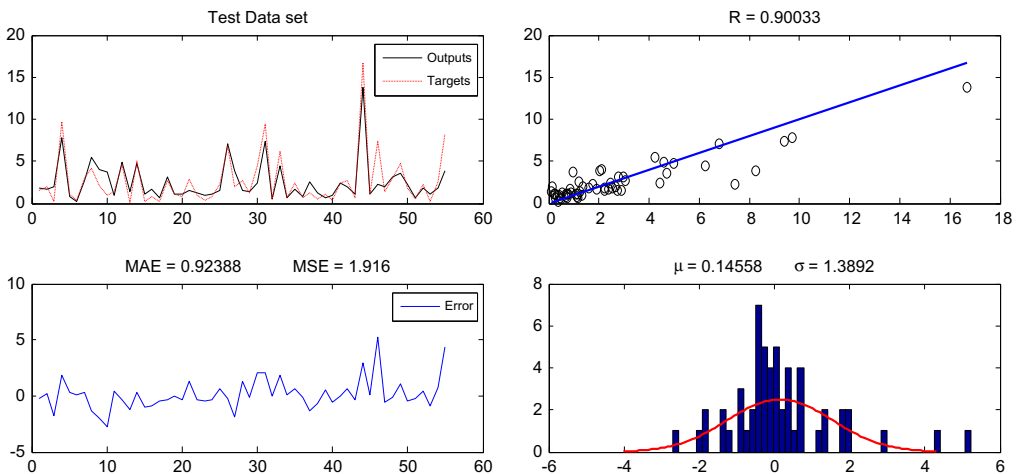 Test Data set
20
15
10
5
0
Outputs
Targets
0 10 20 30 40 50 60
R = 0.90033
20
15
10
5
0
0 2 4 6 8 10 12 14 16 18
MAE = 0.92388 MSE = 1.916
10
5
0
-5
Error
0 10 20 30 40 50 60
μ = 0.14558 σ = 1.3892
8
6
4
2
0
-6 -4 -2 0 2 4 6